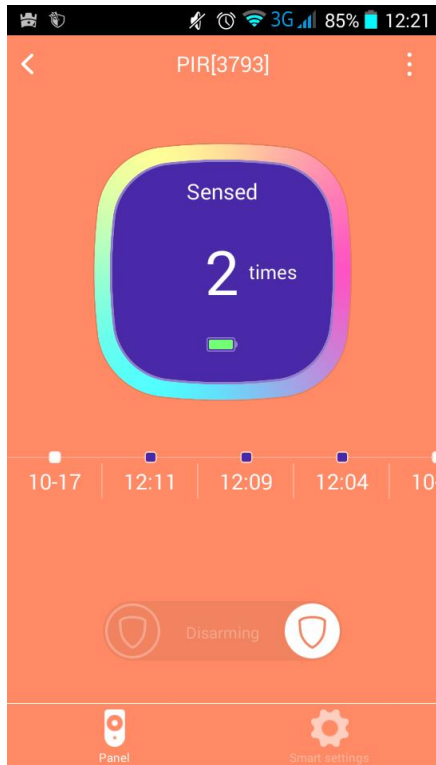 3G 85% 12:21
PIR[3793]
Sensed
2 times
10-17 12:11 12:09 12:04 10-
Disarming
Panel Smart settings